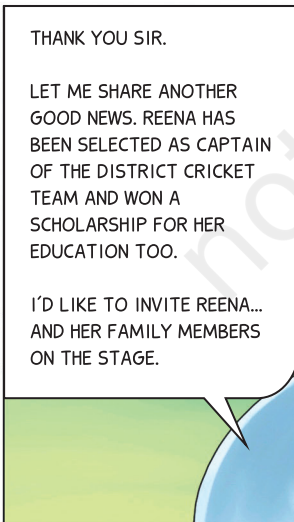 THANK YOU SIR.
LET ME SHARE ANOTHER
GOOD NEWS. REENA HAS
BEEN SELECTED AS CAPTAIN
OF THE DISTRICT CRICKET
TEAM AND WON A
SCHOLARSHIP FOR HER
EDUCATION TOO.
I'D LIKE TO INVITE REENA...
AND HER FAMILY MEMBERS
ON THE STAGE.
not